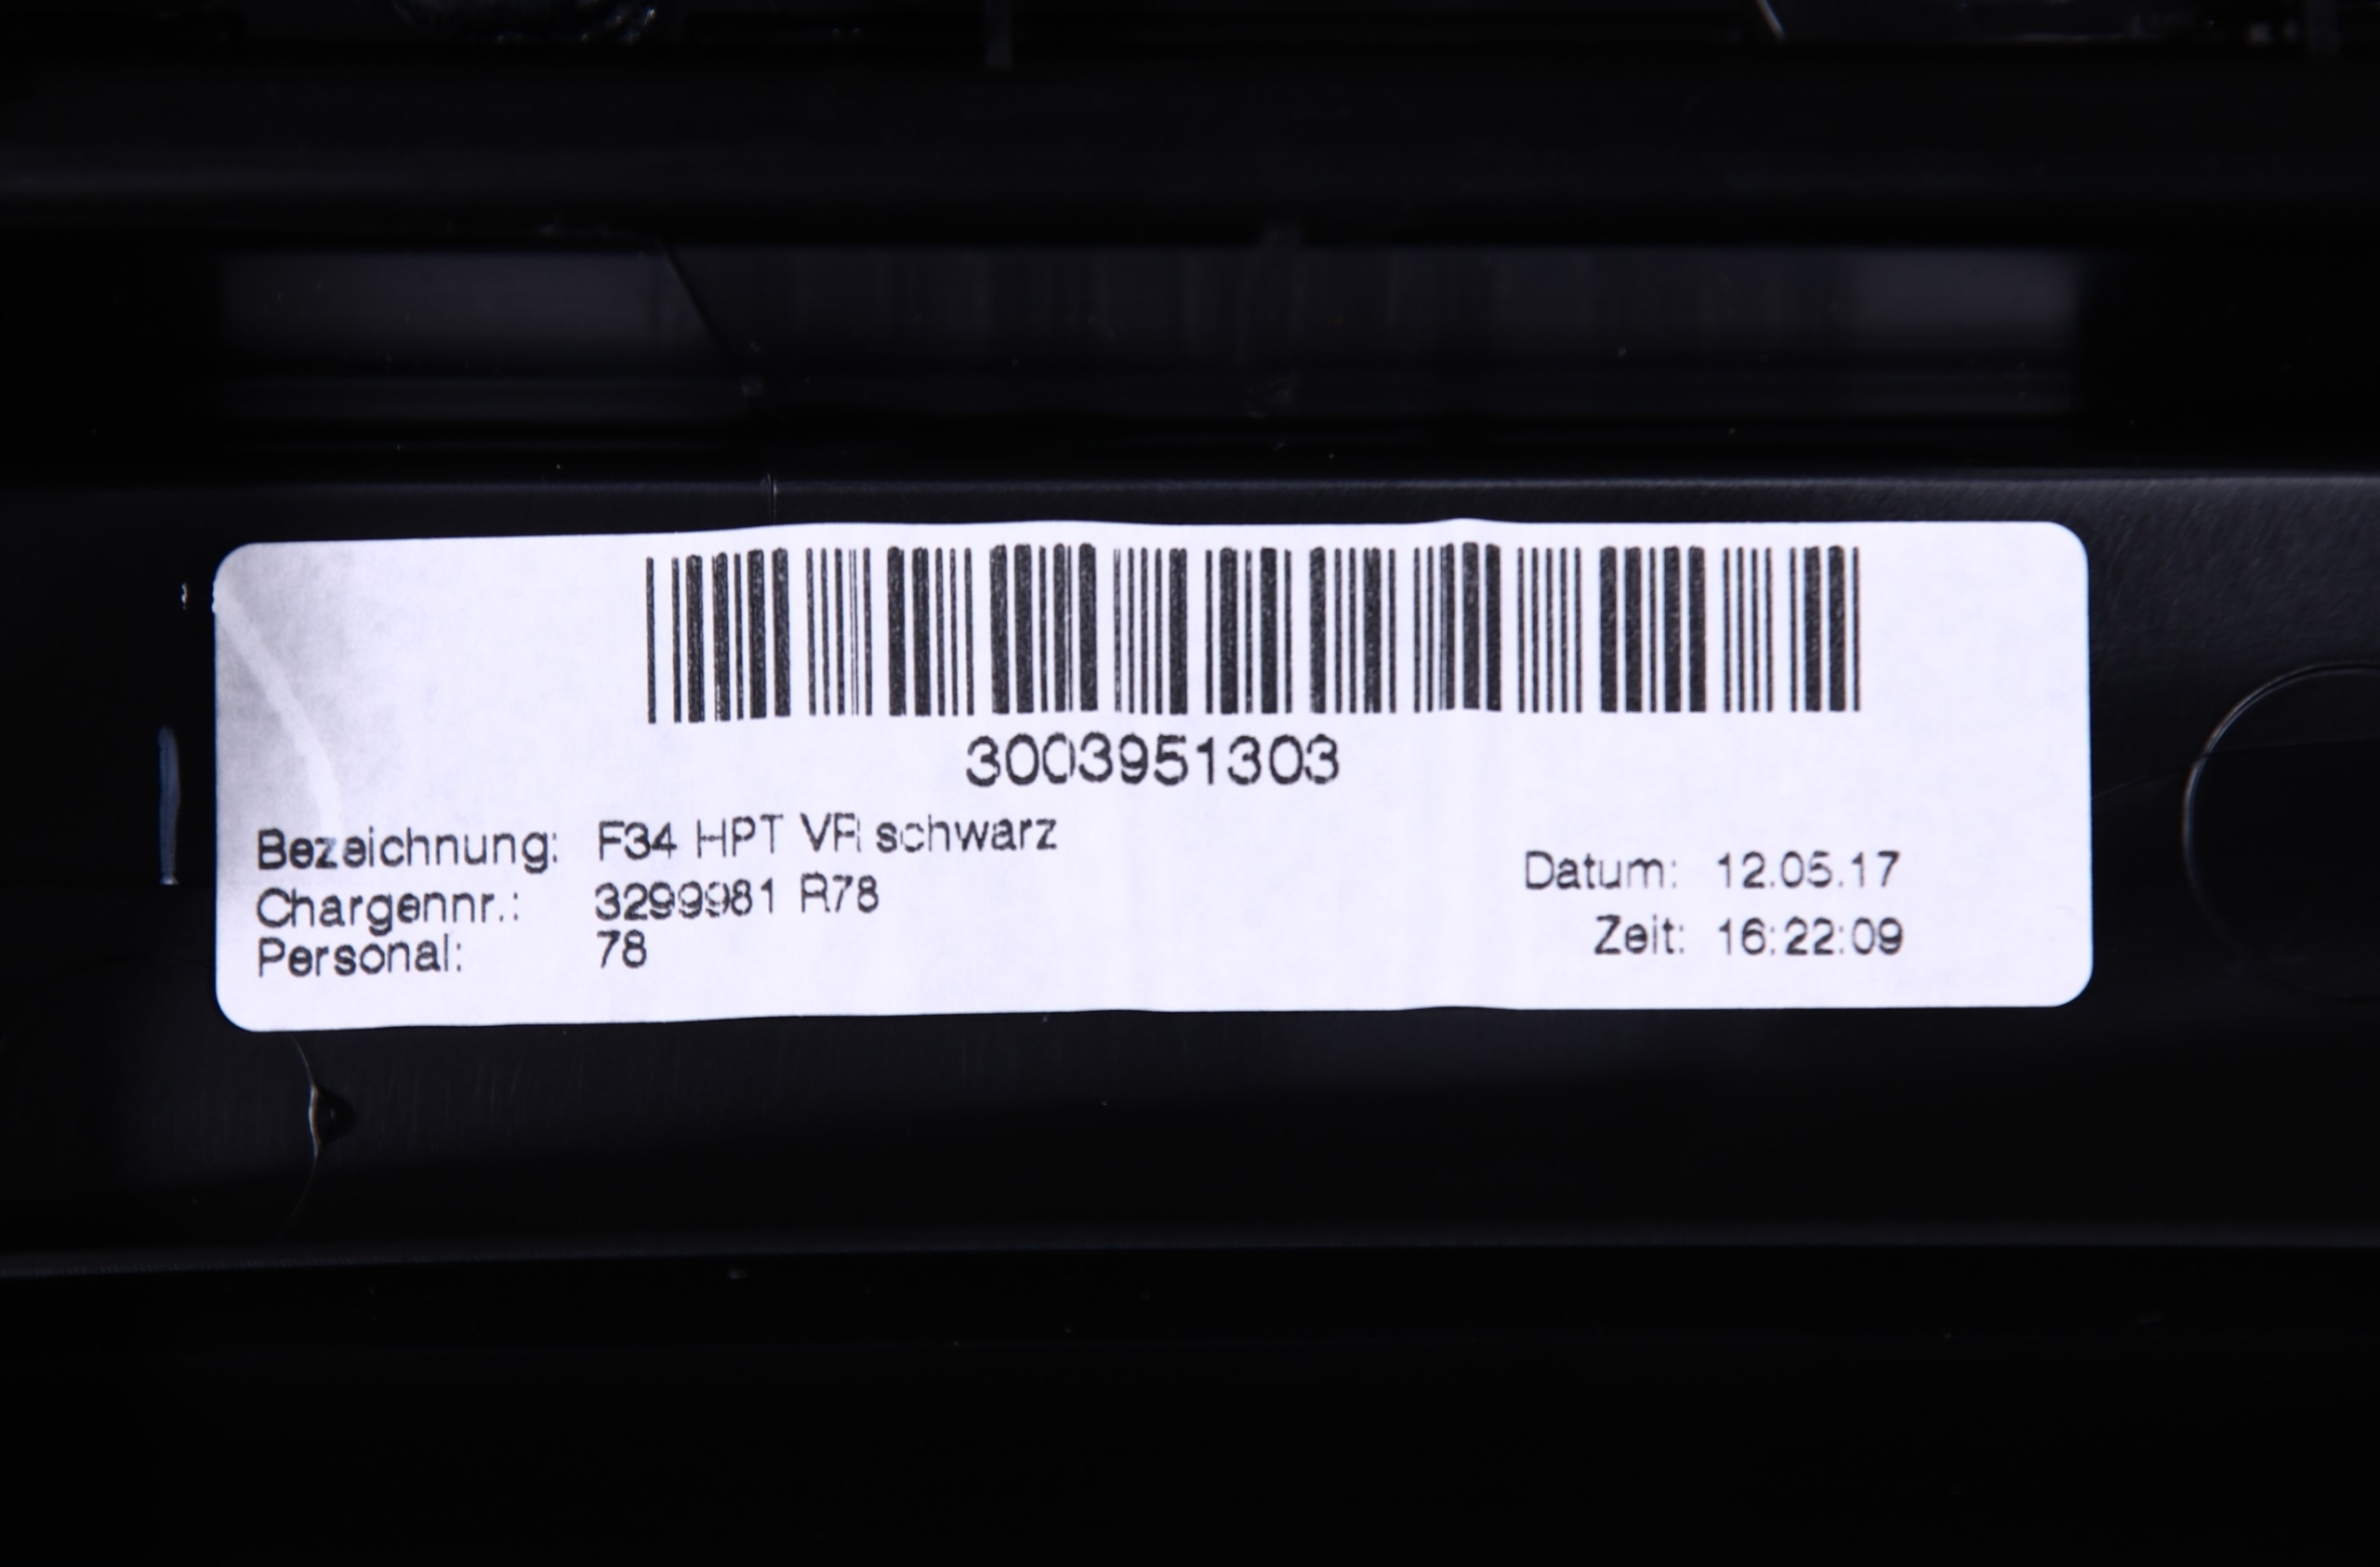 3003951303
Bezeichnung: F34 HPT VR schwarz
Chargennr.: 3299981 R78
Personal: 78
Datum: 12.05.17
Zeit: 16:22:09